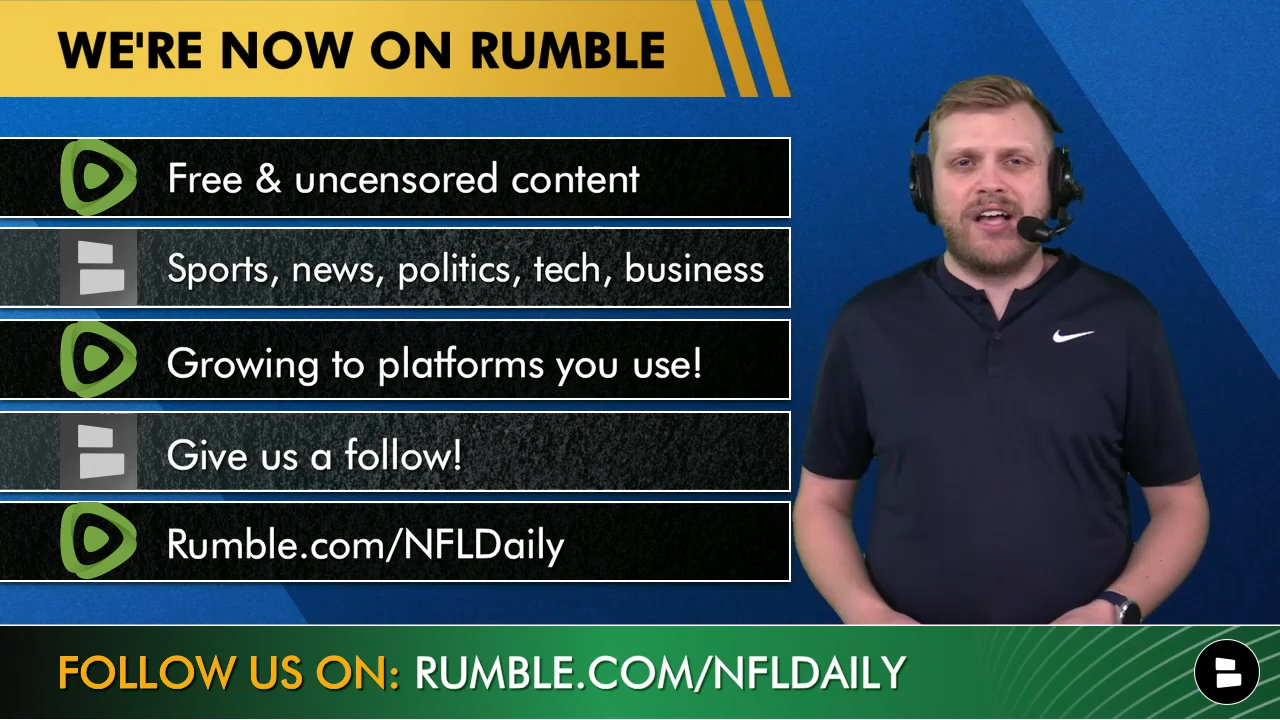 WE'RE NOW ON RUMBLE
Free & uncensored content
Sports, news, politics, tech, business
Growing to platforms you use!
Give us a follow!
Rumble.com/NFLDaily
FOLLOW US ON: RUMBLE.COM/NFLDAILY